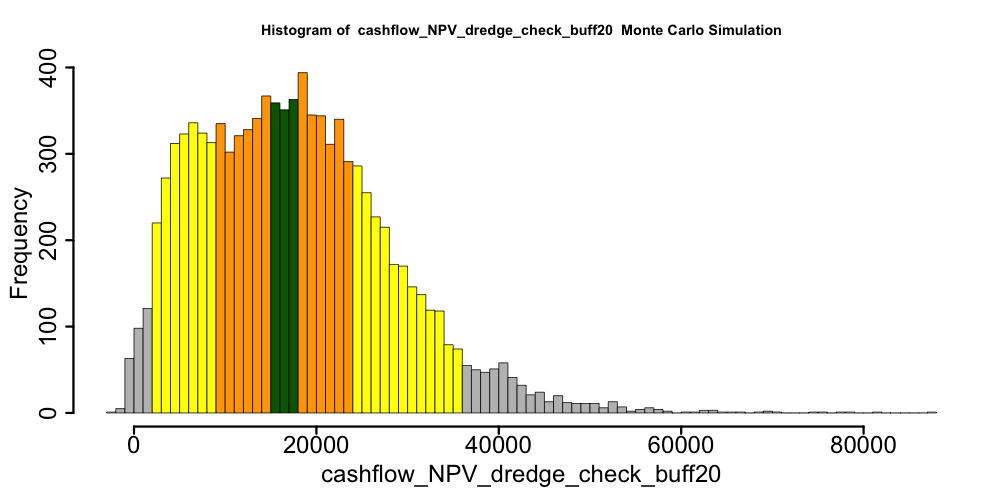 Histogram of  cashflow_NPV_dredge_check_buff20  Monte Carlo Simulation
Frequency
400
300
200
100
0
0 20000 40000 60000 80000
cashflow_NPV_dredge_check_buff20